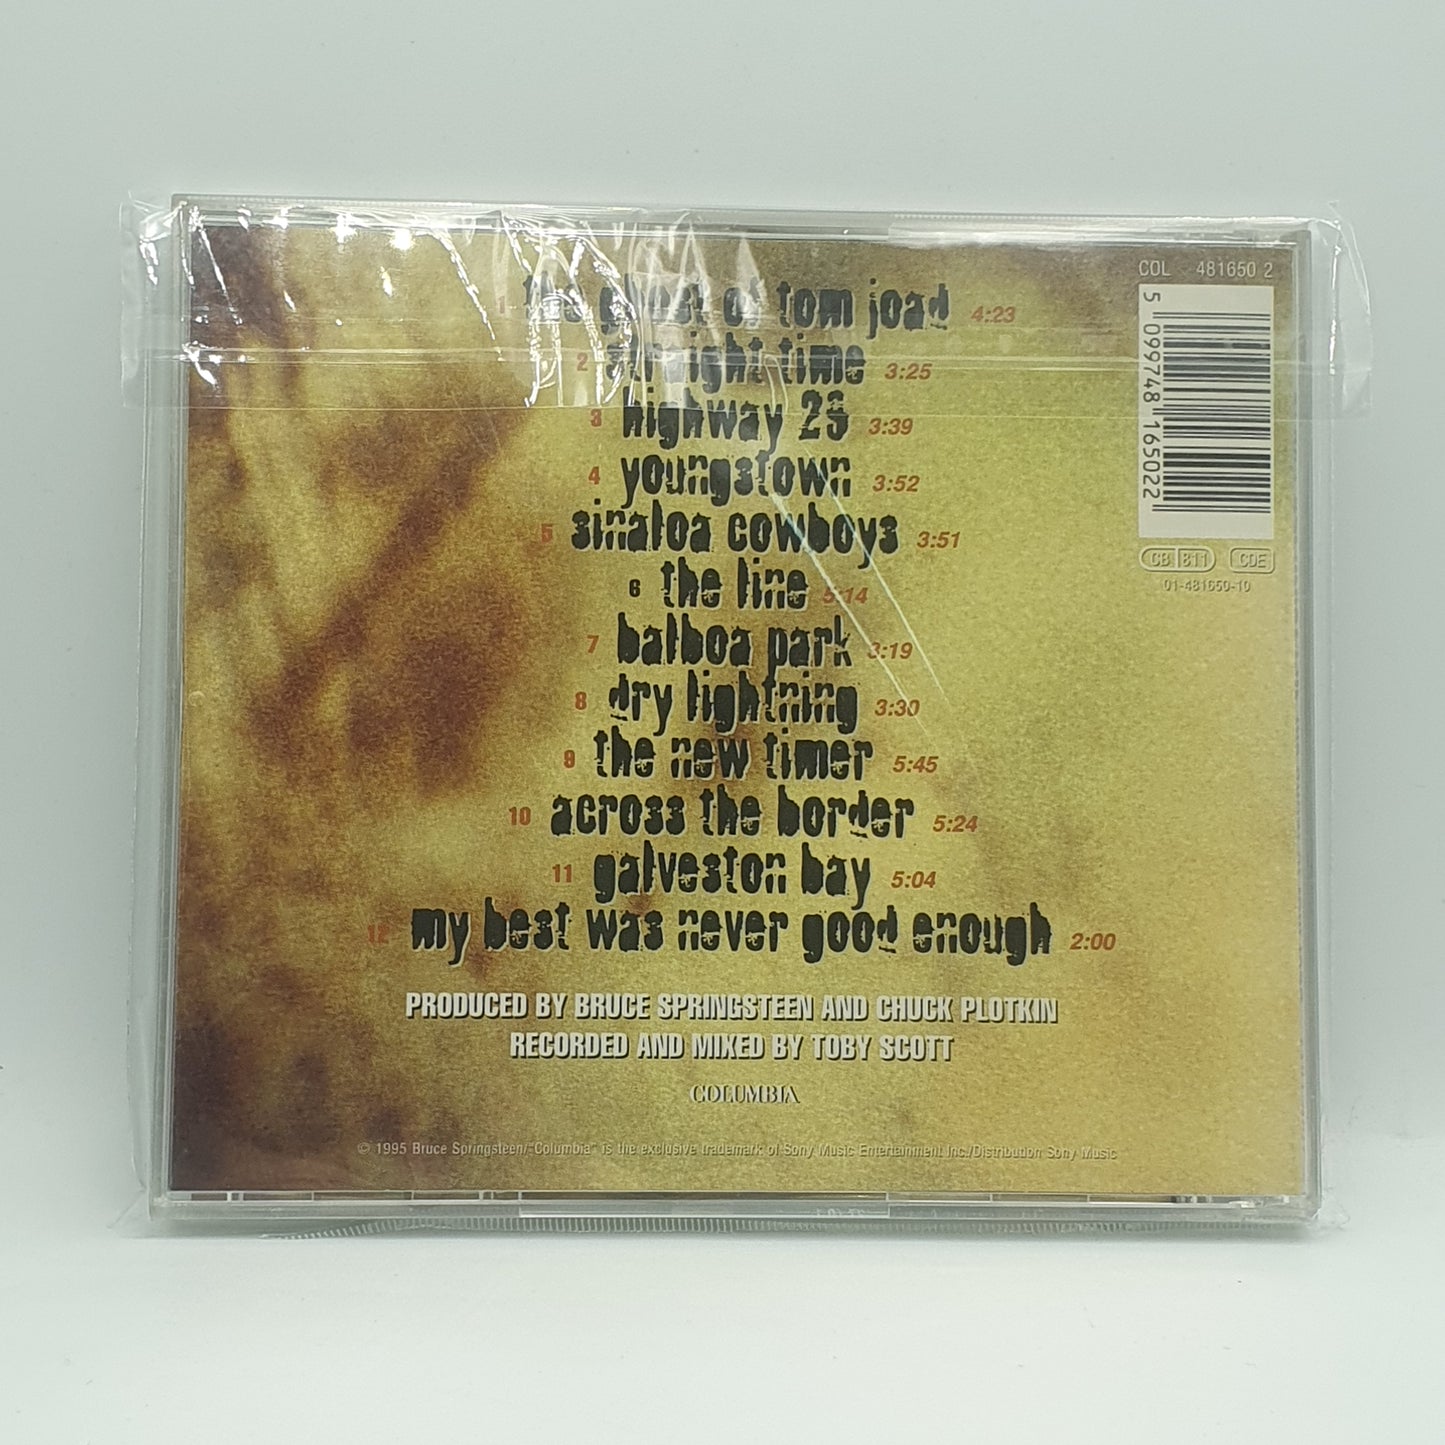 COL 481650 2
5 099748 165022
CB 811 CDE
01-481650-10
1 the ghost of tom joad 4:23
2 straight time 3:25
3 highway 29 3:39
4 youngstown 3:52
5 sinaloa cowboys 3:51
6 the line 5:14
7 balboa park 3:19
8 dry lightning 3:30
9 the new timer 5:45
10 across the border 5:24
11 galveston bay 5:04
12 my best was never good enough 2:00
PRODUCED BY BRUCE SPRINGSTEEN AND CHUCK PLOTKIN
RECORDED AND MIXED BY TOBY SCOTT
COLUMBIA
© 1995 Bruce Springsteen/"Columbia" is the exclusive trademark of Sony Music Entertainment Inc./Distribution Sony Music